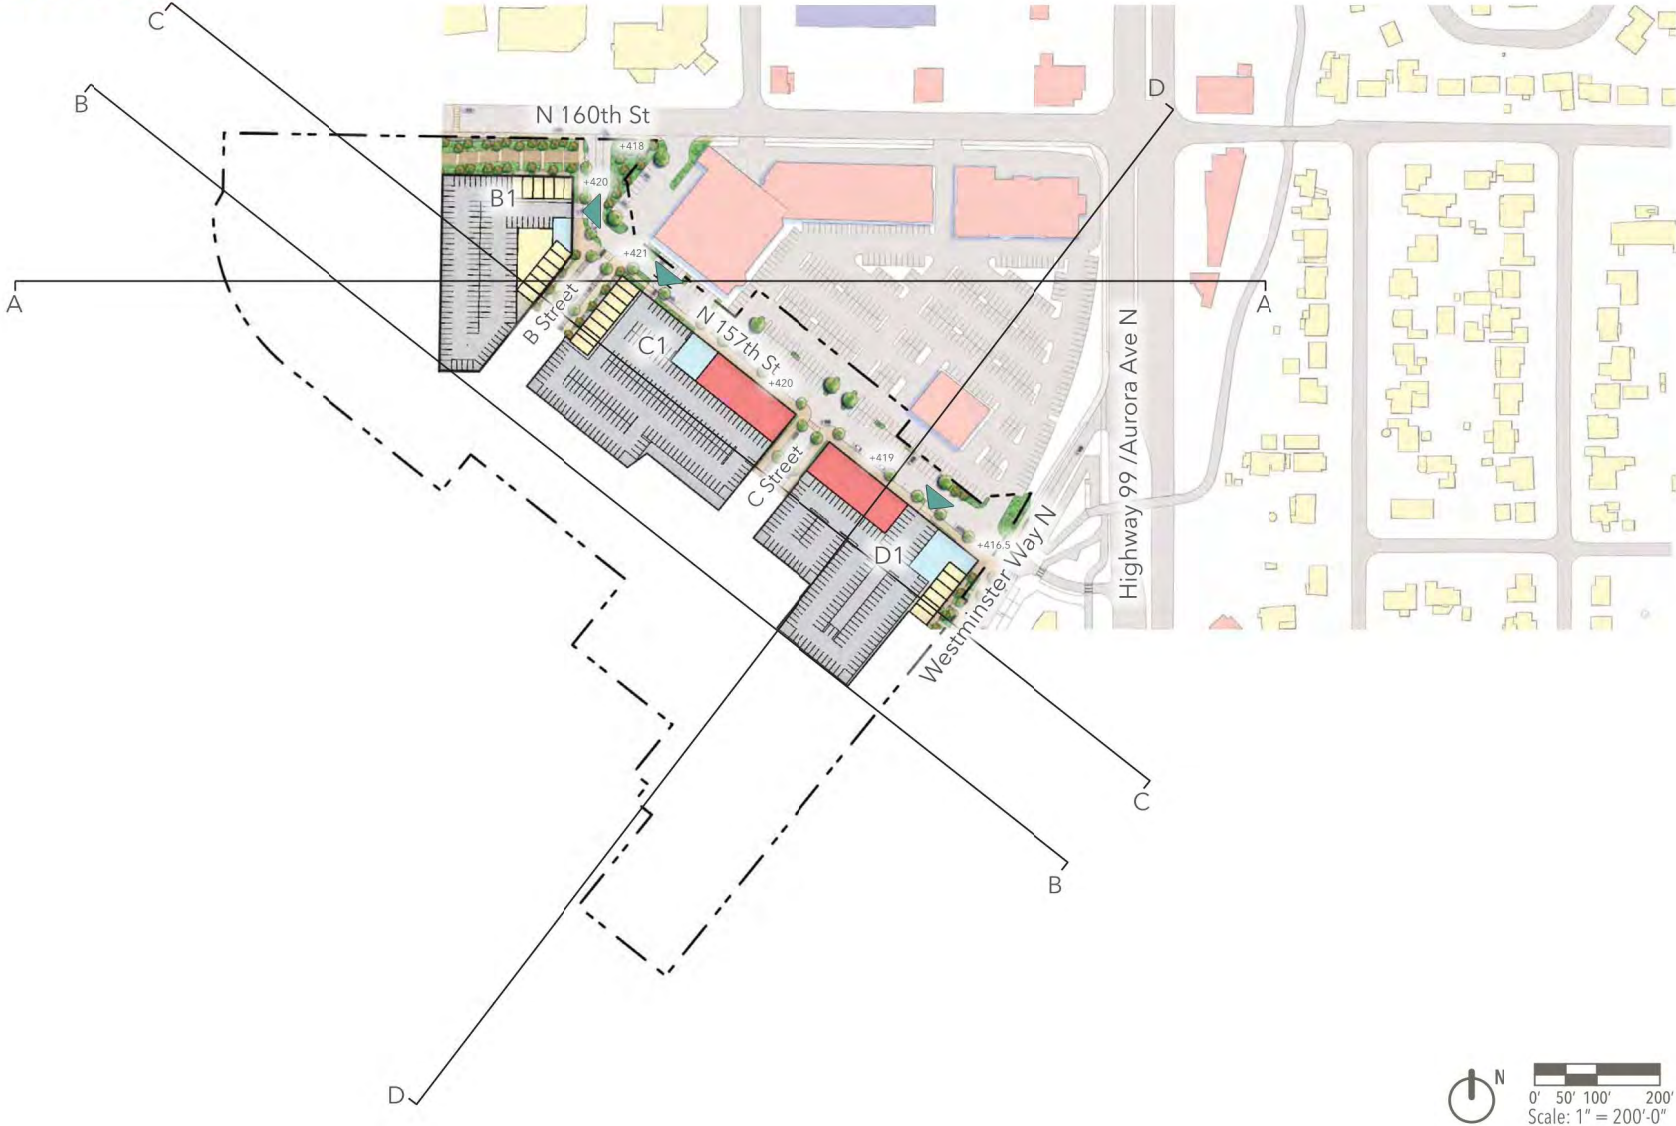 C
B
D
N 160th St
+418
+420
B1
+421
A
A
B Street
N 157th St
C1
+420
Highway 99 /Aurora Ave N
C Street
+419
D1
+416.5
Westminster Way N
C
B
D
N
0' 50' 100' 200'
Scale: 1" = 200'-0"